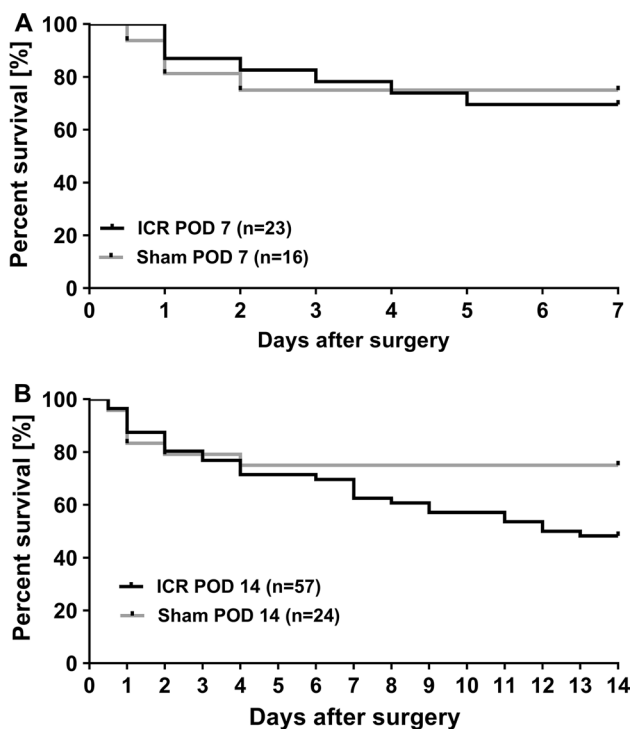 A
Percent survival [%]
100
80
60
40
20
0
ICR POD 7 (n=23)
Sham POD 7 (n=16)
0 1 2 3 4 5 6 7
Days after surgery
B
Percent survival [%]
100
80
60
40
20
0
ICR POD 14 (n=57)
Sham POD 14 (n=24)
0 1 2 3 4 5 6 7 8 9 10 11 12 13 14
Days after surgery